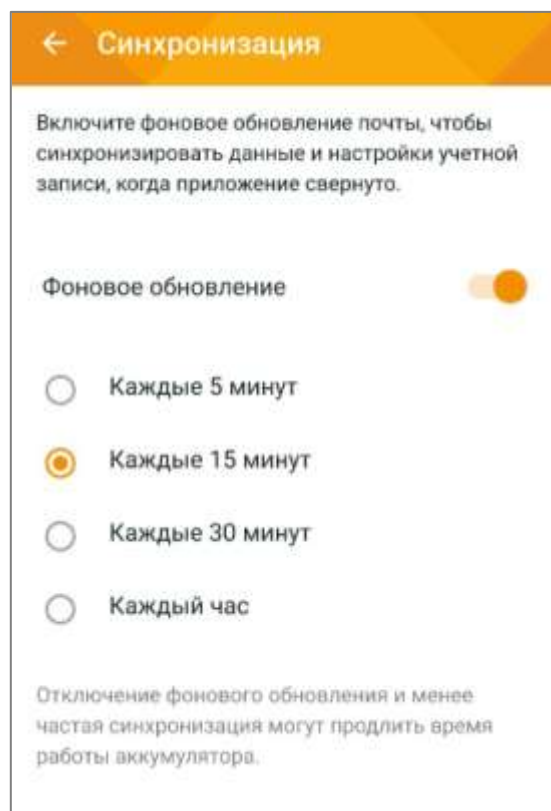 Синхронизация
Включите фоновое обновление почты, чтобы
синхронизировать данные и настройки учетной
записи, когда приложение свернуто.
Фоновое обновление
Каждые 5 минут
Каждые 15 минут
Каждые 30 минут
Каждый час
Отключение фонового обновления и менее
частая синхронизация могут продлить время
работы аккумулятора.